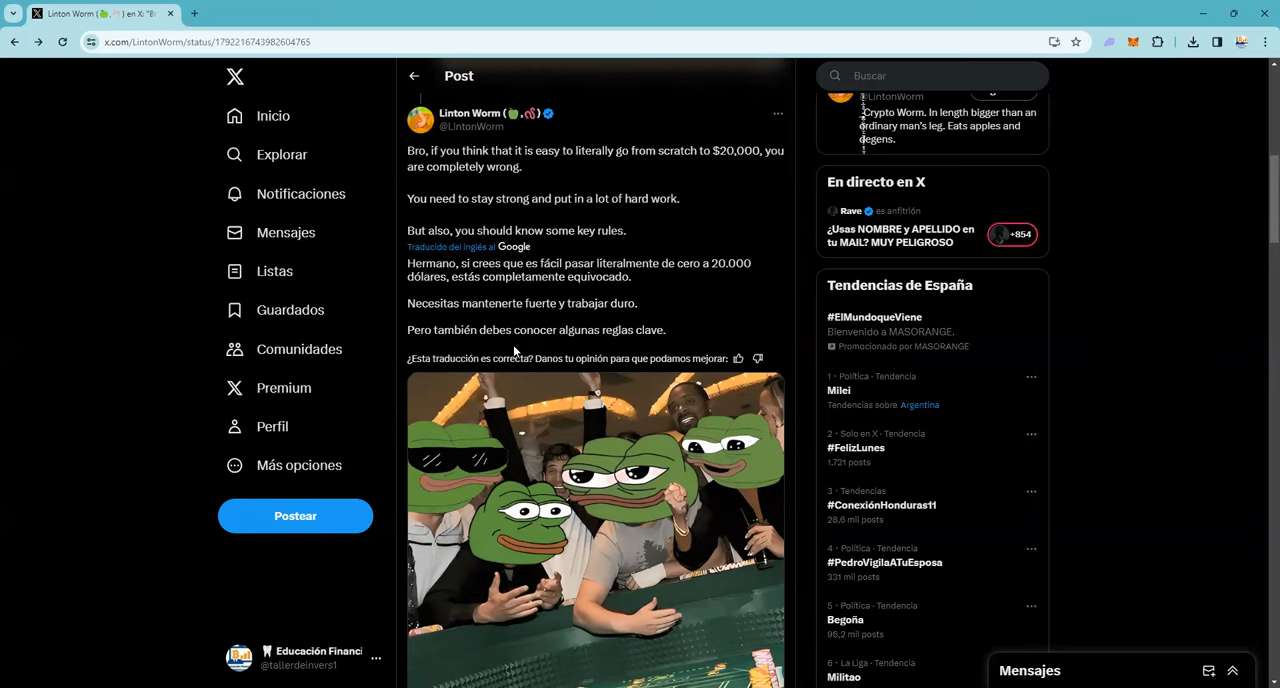 Linton Worm (🍏,🪱) en X: "B
x.com/LintonWorm/status/1792216743982604765
Inicio
Explorar
Notificaciones
Mensajes
Listas
Guardados
Comunidades
Premium
Perfil
Más opciones
Postear
Educación Financi
@tallerdeinvers1
Post
Linton Worm (🍏,🪱)
@LintonWorm
Bro, if you think that it is easy to literally go from scratch to $20,000, you
are completely wrong.
You need to stay strong and put in a lot of hard work.
But also, you should know some key rules.
Traducido del inglés al Google
Hermano, si crees que es fácil pasar literalmente de cero a 20.000
dólares, estás completamente equivocado.
Necesitas mantenerte fuerte y trabajar duro.
Pero también debes conocer algunas reglas clave.
¿Esta traducción es correcta? Danos tu opinión para que podamos mejorar:
Buscar
@LintonWorm
Crypto Worm. In length bigger than an
ordinary man's leg. Eats apples and
degens.
En directo en X
Rave es anfitrión
¿Usas NOMBRE y APELLIDO en
tu MAIL? MUY PELIGROSO
+854
Tendencias de España
#ElMundoqueViene
Bienvenido a MASORANGE.
Promocionado por MASORANGE
1 · Política · Tendencia
Milei
Tendencias sobre Argentina
2 · Solo en X · Tendencia
#FelizLunes
1.721 posts
3 · Tendencias
#ConexiónHonduras11
28,6 mil posts
4 · Política · Tendencia
#PedroVigilaATuEsposa
331 mil posts
5 · Política · Tendencia
Begoña
96,2 mil posts
6 · La Liga · Tendencia
Militao
Mensajes